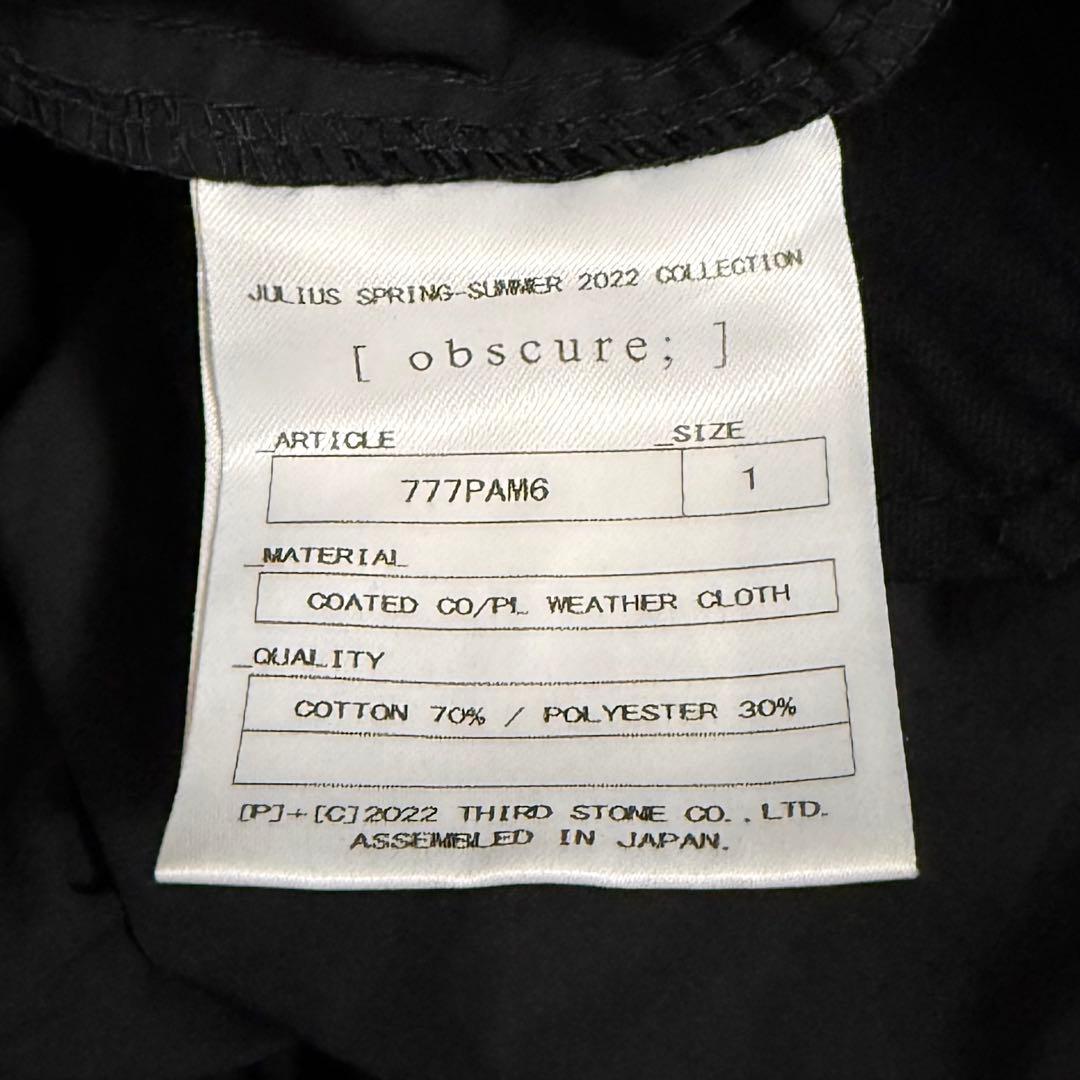 JULIUS SPRING-SUMMER 2022 COLLECTION
[ obscure; ]
_ARTICLE _SIZE
777PAM6 1
_MATERIAL
COATED CO/PL WEATHER CLOTH
_QUALITY
COTTON 70% / POLYESTER 30%
[P]+[C]2022 THIRD STONE CO.,LTD.
ASSEMBLED IN JAPAN.